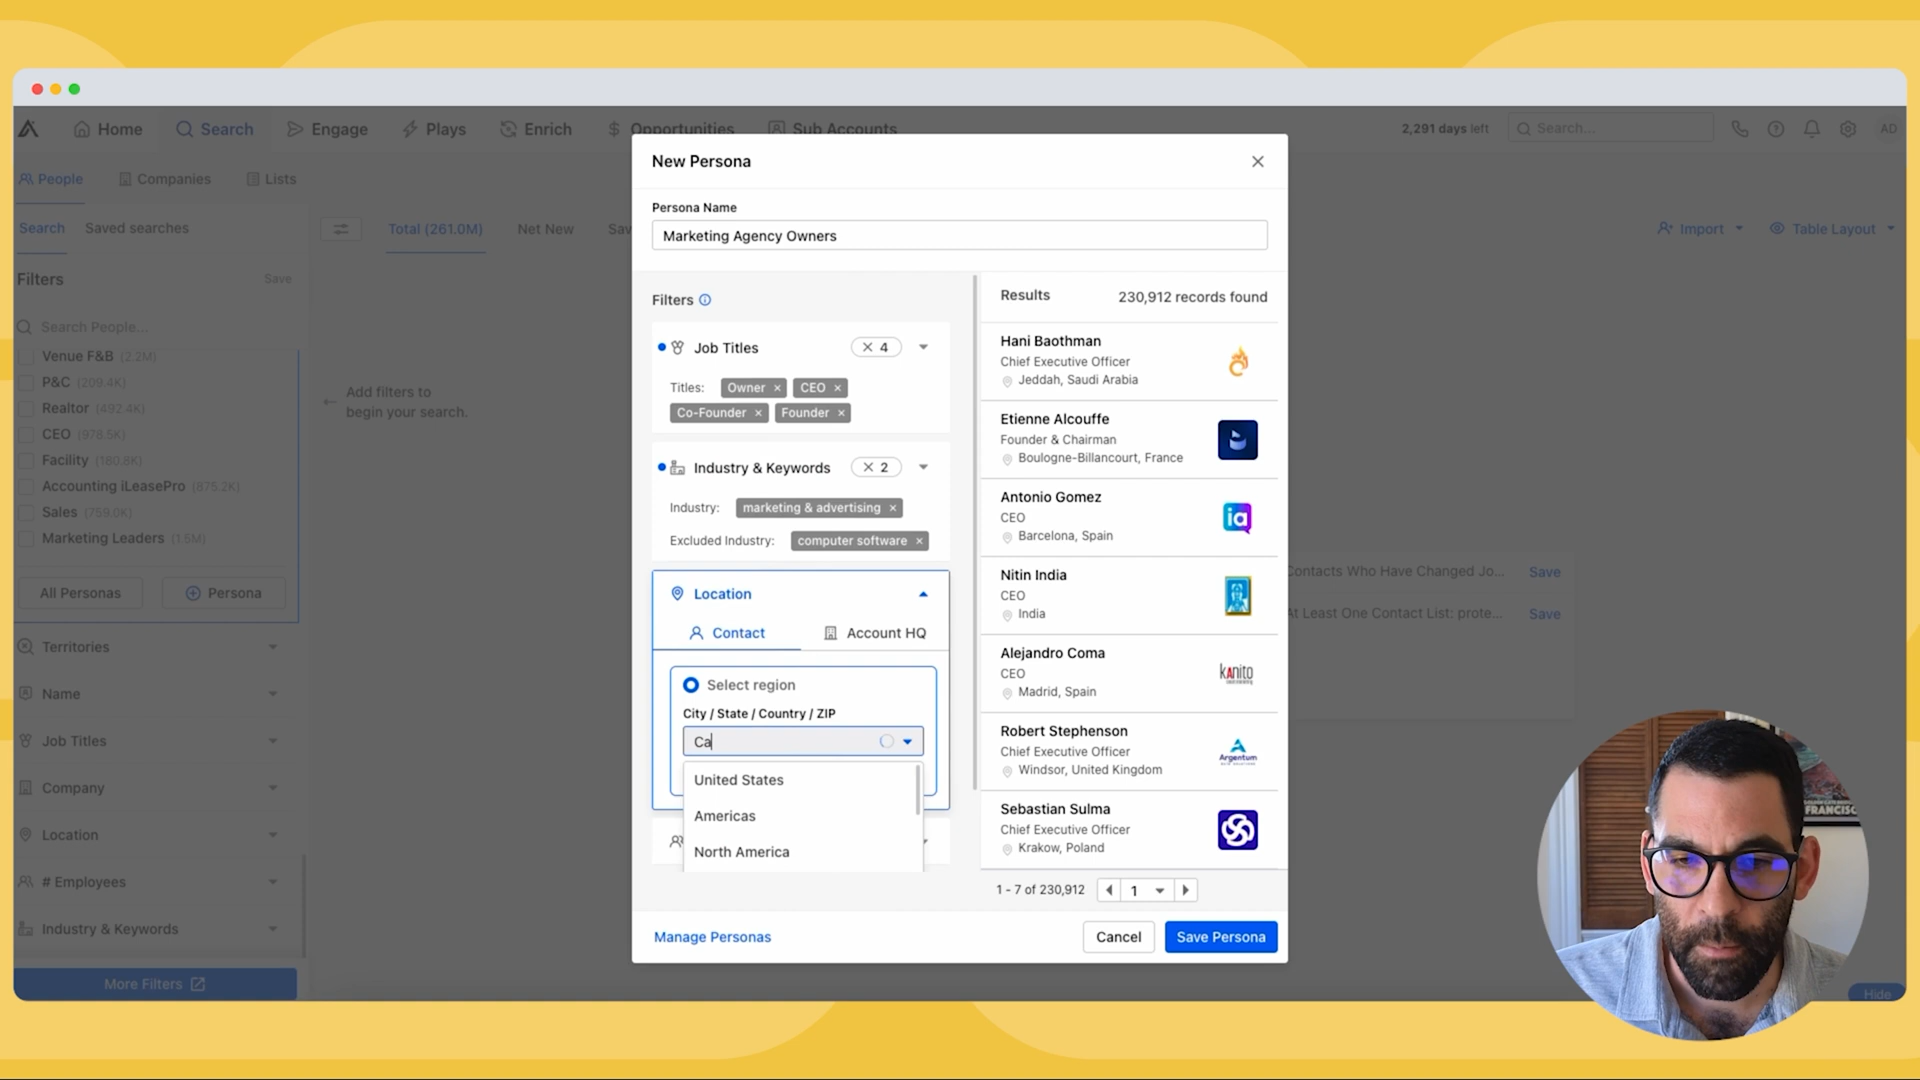 Home
Search
Engage
Plays
Enrich
Opportunities
Sub Accounts
2,291 days left
Search...
AD
People
Companies
Lists
Search
Saved searches
Total (261.0M)
Net New
Import
Table Layout
Filters
Save
Search People...
Venue F&B (2.2M)
P&C (209.4K)
Realtor (492.4K)
CEO (978.5K)
Facility (180.8K)
Accounting iLeasePro (875.2K)
Sales (759.0K)
Marketing Leaders (1.5M)
All Personas
Persona
Territories
Name
Job Titles
Company
Location
# Employees
Industry & Keywords
More Filters
Add filters to
begin your search.
New Persona
Persona Name
Marketing Agency Owners
Filters
Job Titles
4
Titles: Owner CEO
Co-Founder Founder
Industry & Keywords
2
Industry: marketing & advertising
Excluded Industry: computer software
Location
Contact
Account HQ
Select region
City / State / Country / ZIP
Ca
United States
Americas
North America
Results
230,912 records found
Hani Baothman
Chief Executive Officer
Jeddah, Saudi Arabia
Etienne Alcouffe
Founder & Chairman
Boulogne-Billancourt, France
Antonio Gomez
CEO
Barcelona, Spain
ia
Nitin India
CEO
India
Alejandro Coma
CEO
Madrid, Spain
kanito
Robert Stephenson
Chief Executive Officer
Windsor, United Kingdom
Argentum
Sebastian Sulma
Chief Executive Officer
Krakow, Poland
1 - 7 of 230,912
1
Manage Personas
Cancel
Save Persona
Contacts Who Have Changed Jo...
Save
At Least One Contact List: prote...
Save
Hide
FRANCISC